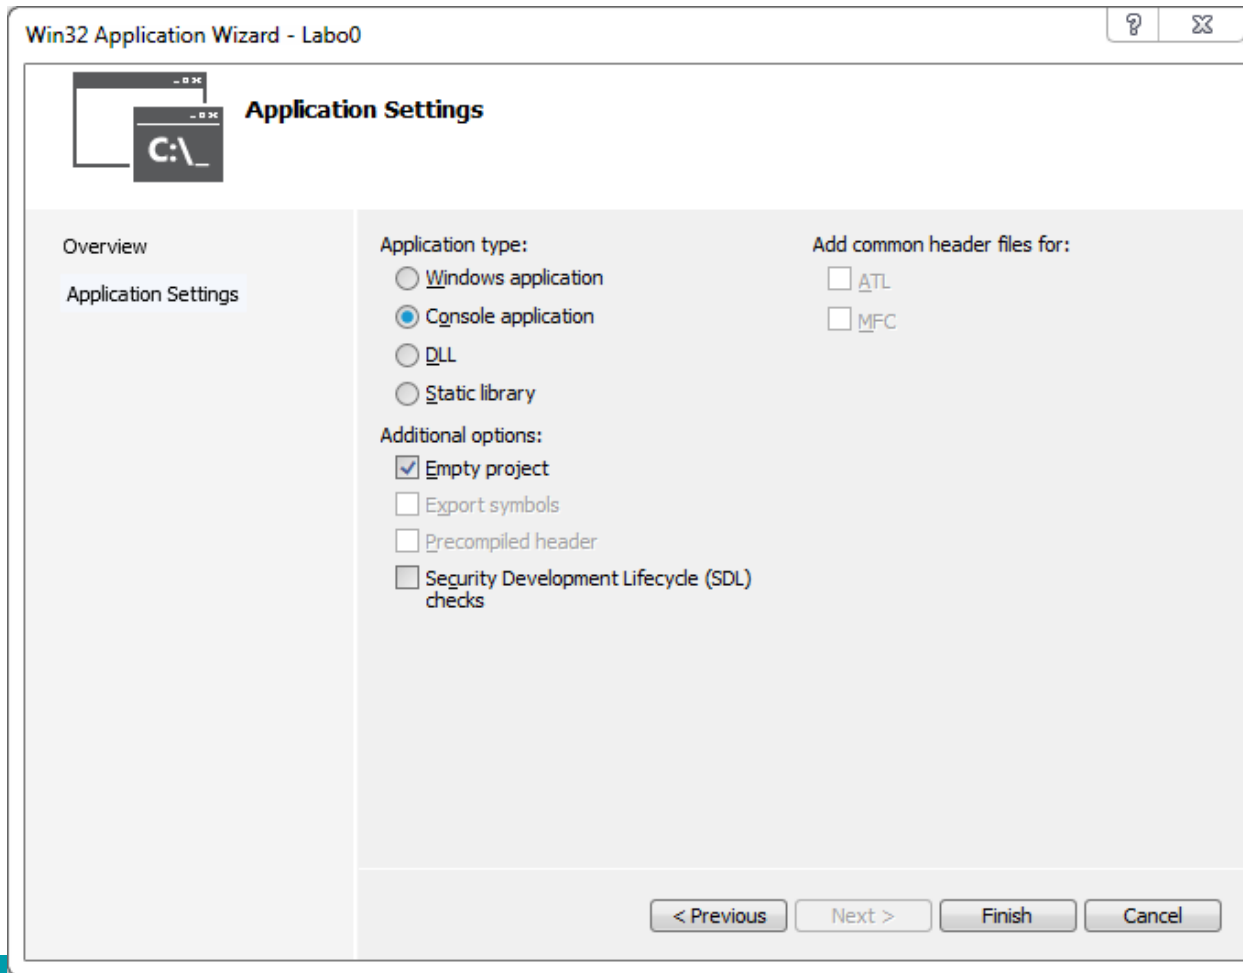 Win32 Application Wizard - Labo0
C:\_
Application Settings
Overview
Application Settings
Application type:
Windows application
Console application
DLL
Static library
Additional options:
Empty project
Export symbols
Precompiled header
Security Development Lifecycle (SDL)
checks
Add common header files for:
ATL
MFC
< Previous
Next >
Finish
Cancel